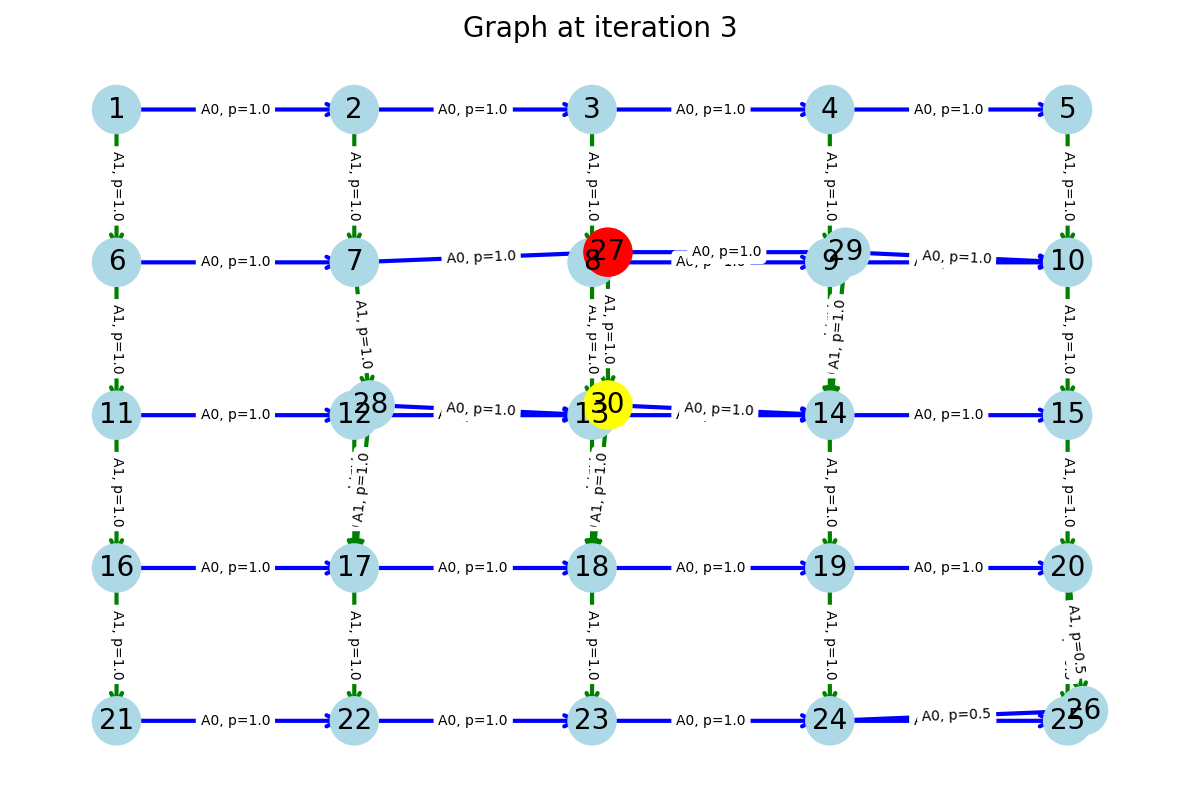 Graph at iteration 3
1 A0, p=1.0 2 A0, p=1.0 3 A0, p=1.0 4 A0, p=1.0 5
A1, p=1.0 A1, p=1.0 A1, p=1.0 A1, p=1.0 A1, p=1.0
6 A0, p=1.0 7 A0, p=1.0 8 27 A0, p=1.0 9 29 A0, p=1.0 10
A0, p=1.0
A1, p=1.0 A1, p=1.0 A1, p=1.0 A1, p=1.0 A1, p=1.0 A1, p=1.0
11 A0, p=1.0 12 28 A0, p=1.0 13 30 A0, p=1.0 14 A0, p=1.0 15
A1, p=1.0 A1, p=1.0 A1, p=1.0 A1, p=1.0 A1, p=1.0
16 A0, p=1.0 17 A0, p=1.0 18 A0, p=1.0 19 A0, p=1.0 20
A1, p=1.0 A1, p=1.0 A1, p=1.0 A1, p=1.0 A1, p=0.5
21 A0, p=1.0 22 A0, p=1.0 23 A0, p=1.0 24 A0, p=0.5 25 26